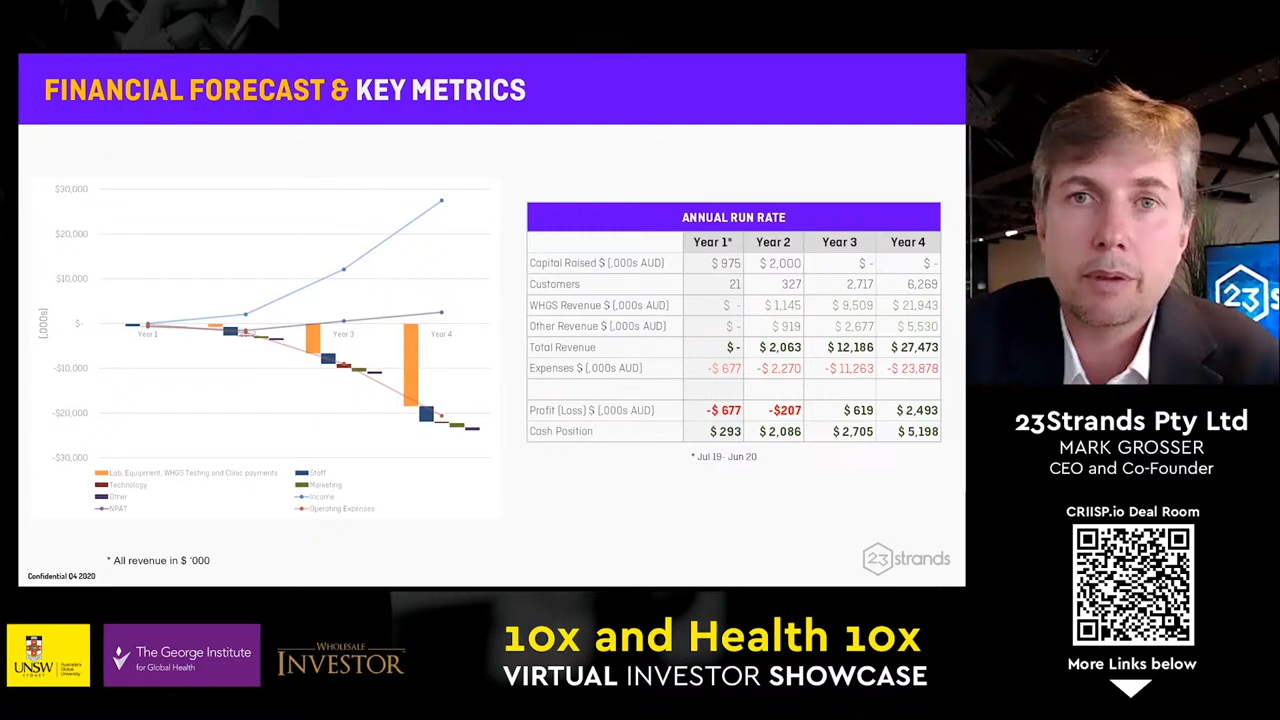 FINANCIAL FORECAST & KEY METRICS
$30,000
$20,000
$10,000
$-
-$10,000
-$20,000
-$30,000
(,000s)
Year 1
Year 3
Year 4
Lab, Equipment, WHGS Testing and Clinic payments
Staff
Technology
Marketing
Other
Income
NPAT
Operating Expenses
* All revenue in $ '000
Confidential Q4 2020
ANNUAL RUN RATE
Year 1* Year 2 Year 3 Year 4
Capital Raised $ (,000s AUD) $ 975 $ 2,000 $ - $ -
Customers 21 327 2,717 6,269
WHGS Revenue $ (,000s AUD) $ - $ 1,145 $ 9,509 $ 21,943
Other Revenue $ (,000s AUD) $ - $ 919 $ 2,677 $ 5,530
Total Revenue $ - $ 2,063 $ 12,186 $ 27,473
Expenses $ (,000s AUD) -$ 677 -$ 2,270 -$ 11,263 -$ 23,878
Profit (Loss) $ (,000s AUD) -$ 677 -$207 $ 619 $ 2,493
Cash Position $ 293 $ 2,086 $ 2,705 $ 5,198
* Jul 19- Jun 20
23strands
23
23Strands Pty Ltd
MARK GROSSER
CEO and Co-Founder
CRIISP.io Deal Room
More Links below
UNSW
SYDNEY
Australia's
Global
University
The George Institute
for Global Health
WHOLESALE
INVESTOR
10x and Health 10x
VIRTUAL INVESTOR SHOWCASE